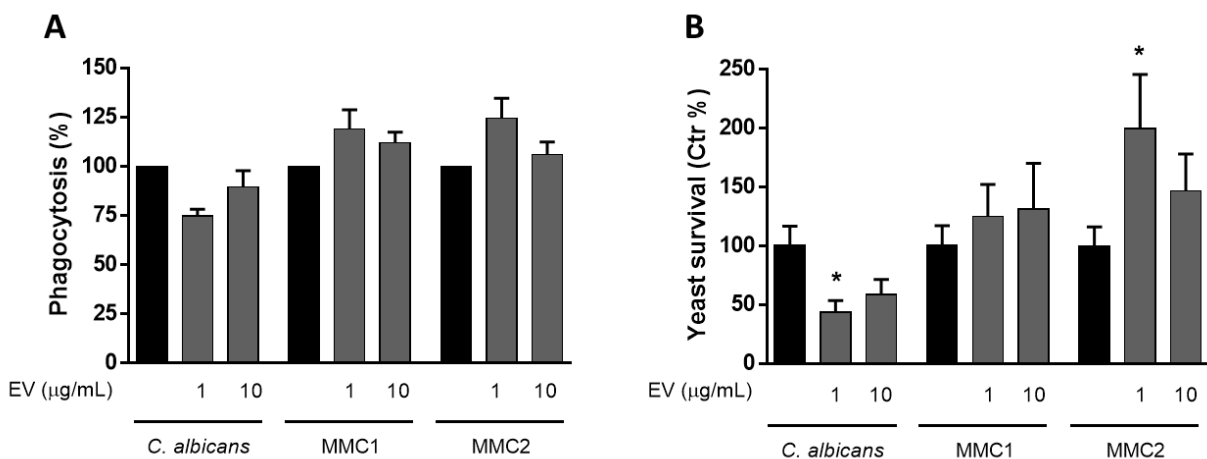 A
Phagocytosis (%)
150
125
100
75
50
25
0
EV (μg/mL)
1 10 1 10 1 10
C. albicans MMC1 MMC2
B
Yeast survival (Ctr %)
250
200
150
100
50
0
*
*
EV (μg/mL)
1 10 1 10 1 10
C. albicans MMC1 MMC2